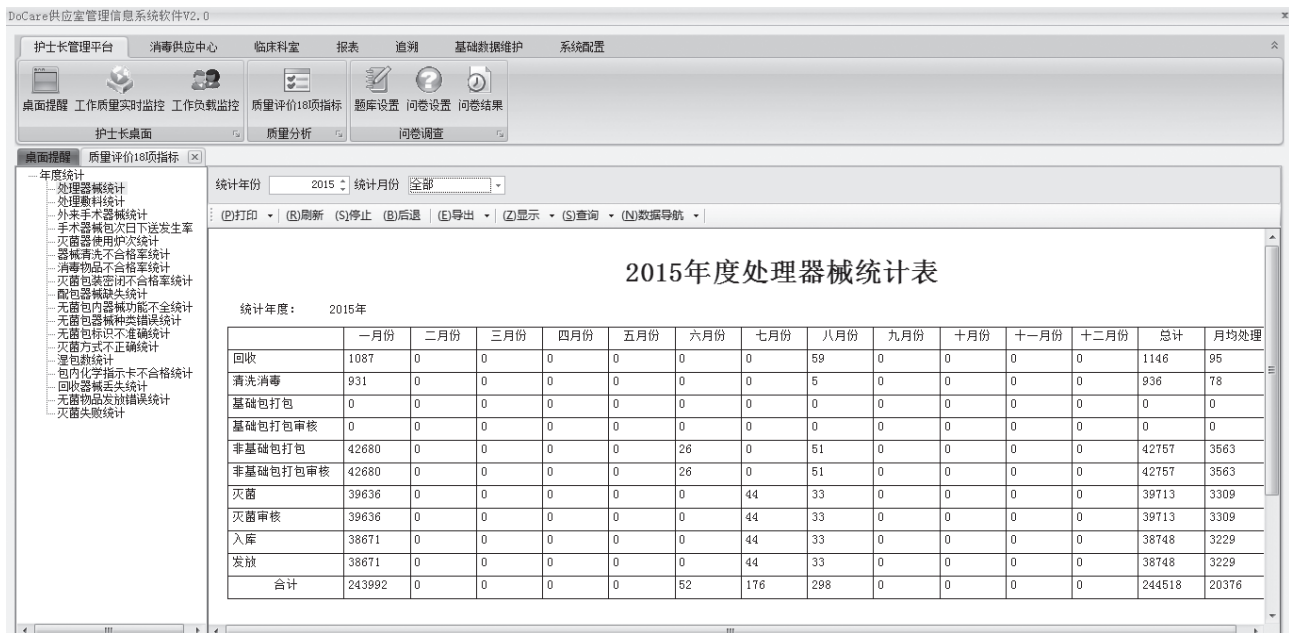 DoCare供应室管理信息系统软件V2.0
护士长管理平台 消毒供应中心 临床科室 报表 追溯 基础数据维护 系统配置
桌面提醒 工作质量实时监控 工作负载监控 质量评价18项指标 题库设置 问卷设置 问卷结果
护士长桌面 质量分析 问卷调查
桌面提醒 质量评价18项指标
年度统计
处理器械统计
处理敷料统计
外来手术器械统计
手术器械包次日下送发生率
灭菌器使用炉次统计
器械清洗不合格率统计
消毒物品不合格率统计
灭菌包装密闭不合格率统计
配包器械缺失统计
无菌包内器械功能不全统计
无菌包器械种类错误统计
无菌包标识不准确统计
灭菌方式不正确统计
湿包数统计
包内化学指示卡不合格统计
回收器械丢失统计
无菌物品发放错误统计
灭菌失败统计
统计年份 2015 统计月份 全部
(P)打印 (R)刷新 (S)停止 (B)后退 (E)导出 (Z)显示 (S)查询 (N)数据导航
2015年度处理器械统计表
统计年度： 2015年
一月份 二月份 三月份 四月份 五月份 六月份 七月份 八月份 九月份 十月份 十一月份 十二月份 总计 月均处理
回收 1087 0 0 0 0 0 0 59 0 0 0 0 1146 95
清洗消毒 931 0 0 0 0 0 0 5 0 0 0 0 936 78
基础包打包 0 0 0 0 0 0 0 0 0 0 0 0 0 0
基础包打包审核 0 0 0 0 0 0 0 0 0 0 0 0 0 0
非基础包打包 42680 0 0 0 0 26 0 51 0 0 0 0 42757 3563
非基础包打包审核 42680 0 0 0 0 26 0 51 0 0 0 0 42757 3563
灭菌 39636 0 0 0 0 0 44 33 0 0 0 0 39713 3309
灭菌审核 39636 0 0 0 0 0 44 33 0 0 0 0 39713 3309
入库 38671 0 0 0 0 0 44 33 0 0 0 0 38748 3229
发放 38671 0 0 0 0 0 44 33 0 0 0 0 38748 3229
合计 243992 0 0 0 0 52 176 298 0 0 0 0 244518 20376